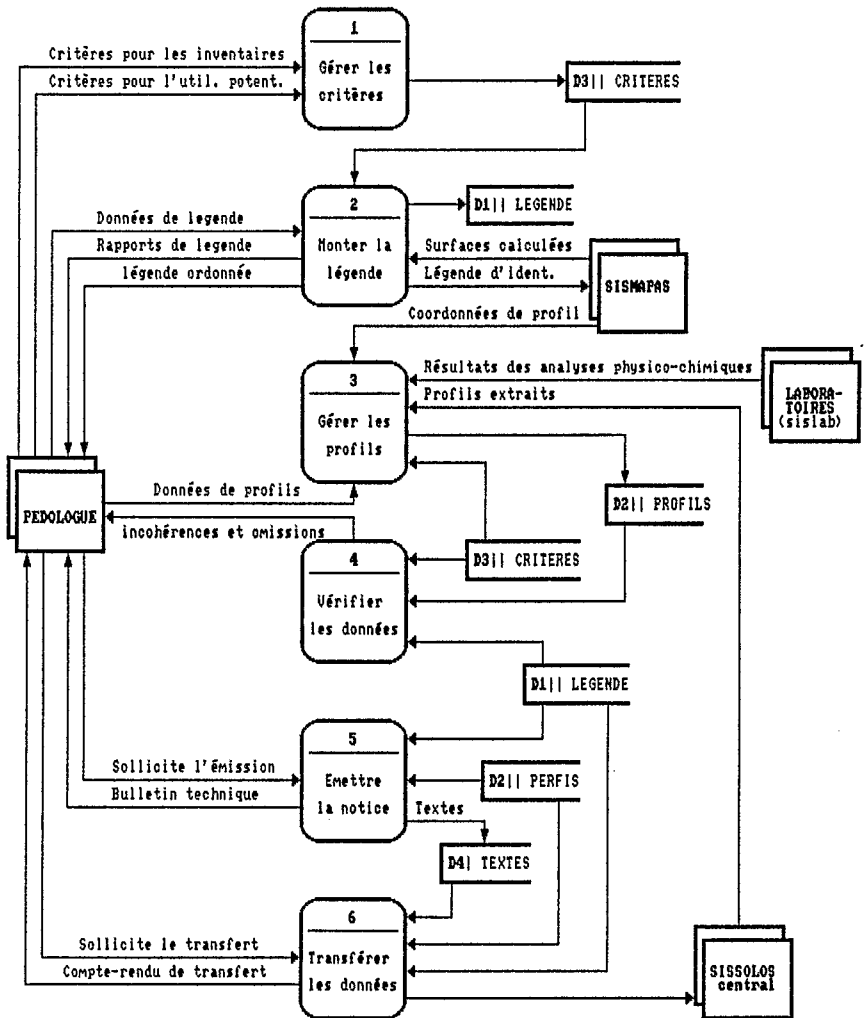 1
Gérer les
critères
Critères pour les inventaires
Critères pour l'util. potent.
D3|| CRITERES
2
Monter la
légende
D1|| LEGENDE
Données de legende
Rapports de legende
légende ordonnée
Surfaces calculées
Légende d'ident.
SISMAPAS
Coordonnées de profil
3
Gérer les
profils
Résultats des analyses physico-chimiques
Profils extraits
LABORA-
TOIRES
(sislab)
PEDOLOGUE
Données de profils
incohérences et omissions
D2|| PROFILS
D3|| CRITERES
4
Vérifier
les données
D1|| LEGENDE
5
Emettre
la notice
Sollicite l'émission
Bulletin technique
D2|| PERFIS
Textes
D4| TEXTES
6
Transférer
les données
Sollicite le transfert
Compte-rendu de transfert
SISSOLOS
central